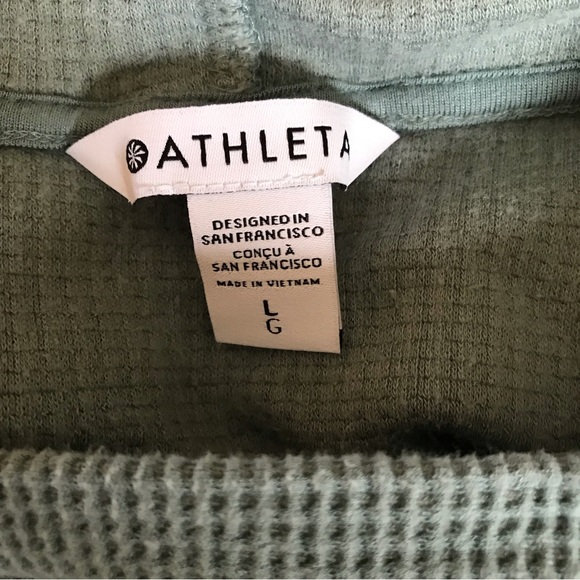 ATHLETA
DESIGNED IN
SAN FRANCISCO
CONÇU À
SAN FRANCISCO
MADE IN VIETNAM
L
G